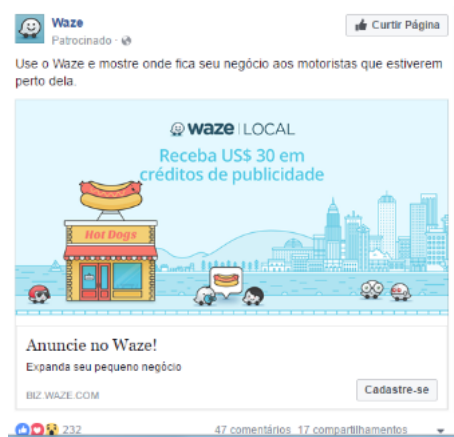 Waze
Curtir Página
Patrocinado ·
Use o Waze e mostre onde fica seu negócio aos motoristas que estiverem
perto dela.
waze | LOCAL
Receba US$ 30 em
créditos de publicidade
Hot Dogs
Anuncie no Waze!
Expanda seu pequeno negócio
BIZ.WAZE.COM
Cadastre-se
232
47 comentários 17 compartilhamentos